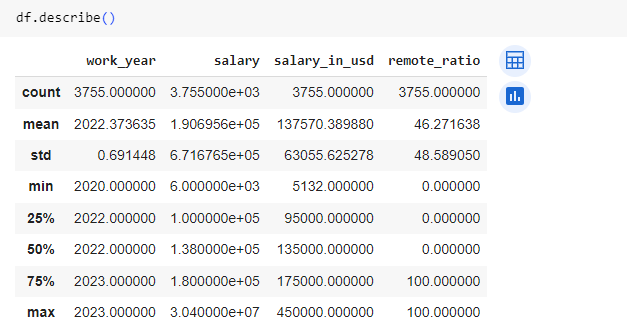 df.describe()
work_year salary salary_in_usd remote_ratio
count 3755.000000 3.755000e+03 3755.000000 3755.000000
mean 2022.373635 1.906956e+05 137570.389880 46.271638
std 0.691448 6.716765e+05 63055.625278 48.589050
min 2020.000000 6.000000e+03 5132.000000 0.000000
25% 2022.000000 1.000000e+05 95000.000000 0.000000
50% 2022.000000 1.380000e+05 135000.000000 0.000000
75% 2023.000000 1.800000e+05 175000.000000 100.000000
max 2023.000000 3.040000e+07 450000.000000 100.000000